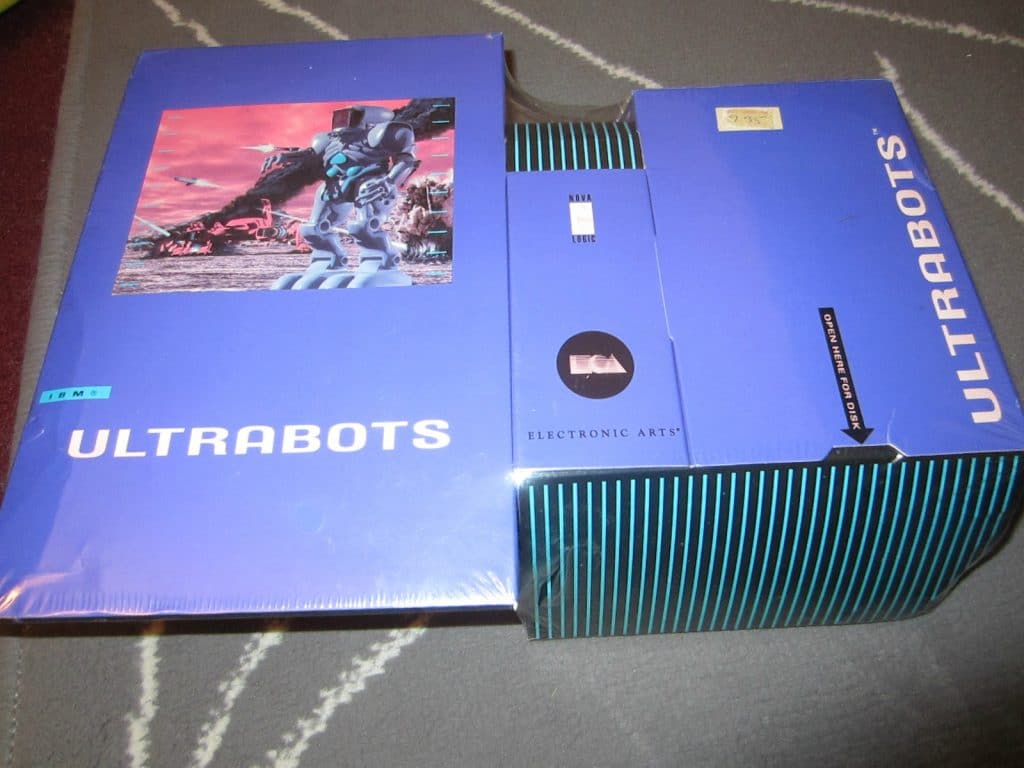 IBM®
ULTRABOTS
NOVA
LOGIC
ELECTRONIC ARTS®
OPEN HERE FOR DISK
ULTRABOTS™